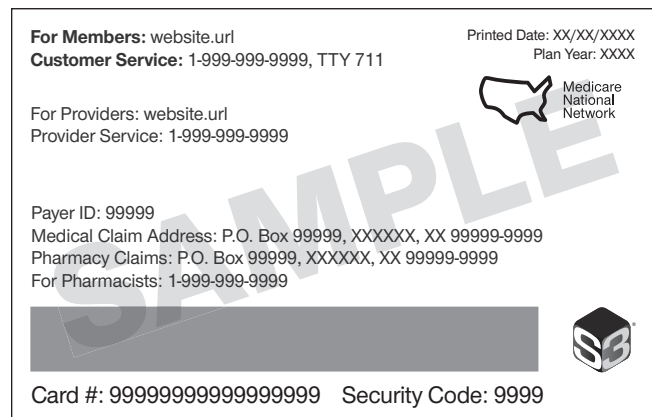 For Members: website.url
Customer Service: 1-999-999-9999, TTY 711
Printed Date: XX/XX/XXXX
Plan Year: XXXX
Medicare
National
Network
For Providers: website.url
Provider Service: 1-999-999-9999
SAMPLE
Payer ID: 99999
Medical Claim Address: P.O. Box 99999, XXXXXX, XX 99999-9999
Pharmacy Claims: P.O. Box 99999, XXXXXX, XX 99999-9999
For Pharmacists: 1-999-999-9999
S3
Card #: 99999999999999999 Security Code: 9999